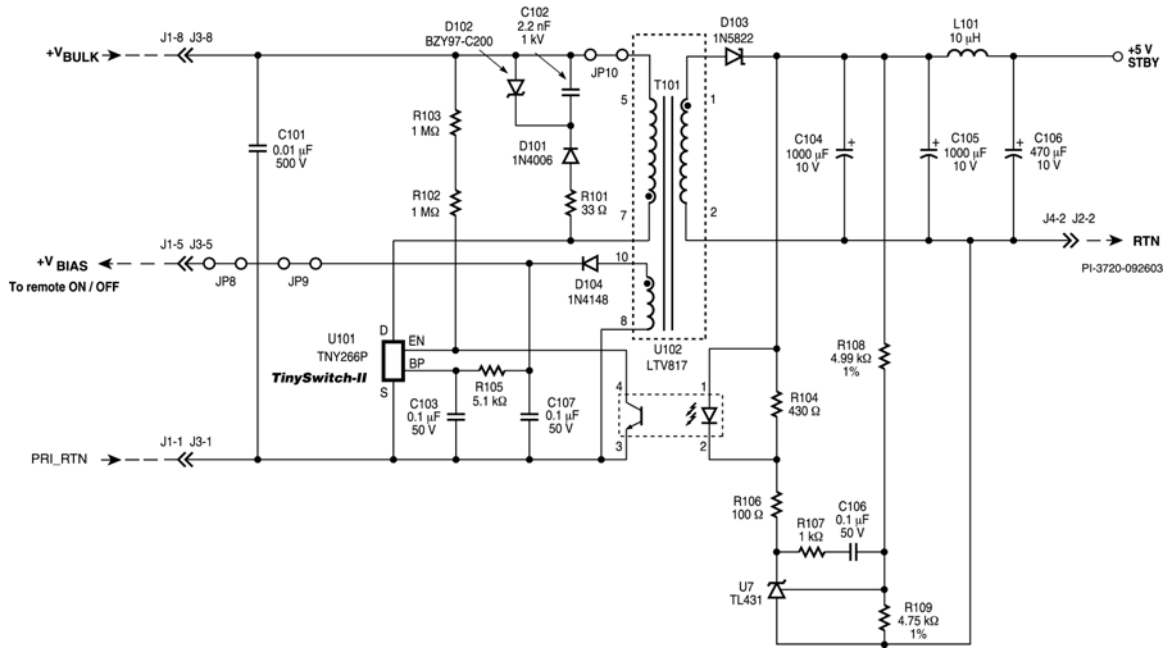 D102
BZY97-C200
C102
2.2 nF
1 kV
D103
1N5822
L101
10 µH
+VBULK
J1-8 J3-8
JP10
+5 V
STBY
T101
5
1
R103
1 MΩ
C101
0.01 µF
500 V
D101
1N4006
C104
1000 µF
10 V
C105
1000 µF
10 V
C106
470 µF
10 V
R102
1 MΩ
R101
33 Ω
7
2
J4-2 J2-2
RTN
J1-5 J3-5
+VBIAS
To remote ON / OFF
JP8
JP9
10
D104
1N4148
8
PI-3720-092603
U101
TNY266P
TinySwitch-II
D
EN
BP
S
U102
LTV817
R108
4.99 kΩ
1%
R105
5.1 kΩ
4
1
R104
430 Ω
C103
0.1 µF
50 V
C107
0.1 µF
50 V
J1-1 J3-1
PRI_RTN
3
2
R106
100 Ω
R107
1 kΩ
C106
0.1 µF
50 V
U7
TL431
R109
4.75 kΩ
1%